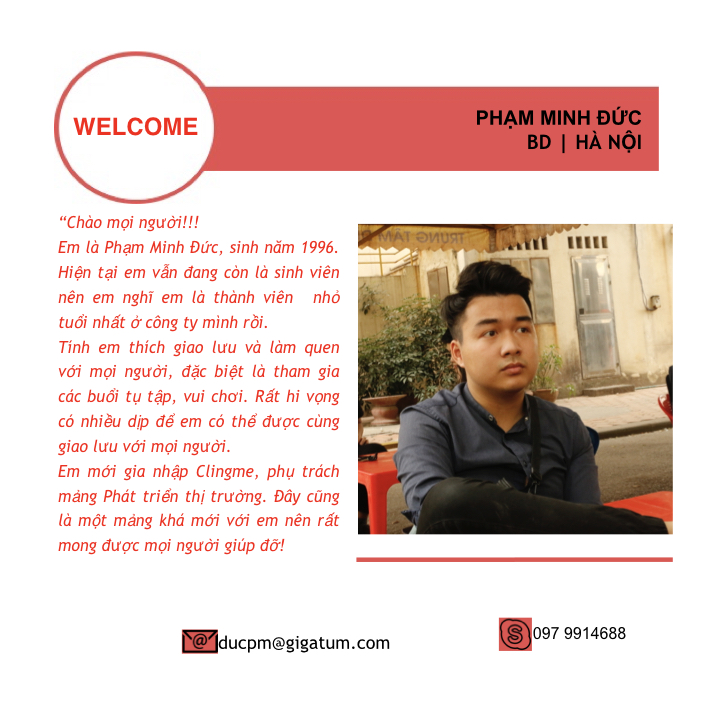 WELCOME
PHẠM MINH ĐỨC
BD | HÀ NỘI
“Chào mọi người!!!
Em là Phạm Minh Đức, sinh năm 1996.
Hiện tại em vẫn đang còn là sinh viên
nên em nghĩ em là thành viên nhỏ
tuổi nhất ở công ty mình rồi.
Tính em thích giao lưu và làm quen
với mọi người, đặc biệt là tham gia
các buổi tụ tập, vui chơi. Rất hi vọng
có nhiều dịp để em có thể được cùng
giao lưu với mọi người.
Em mới gia nhập Clingme, phụ trách
mảng Phát triển thị trường. Đây cũng
là một mảng khá mới với em nên rất
mong được mọi người giúp đỡ!
TRUNG TÂM
@ ducpm@gigatum.com
S 097 9914688